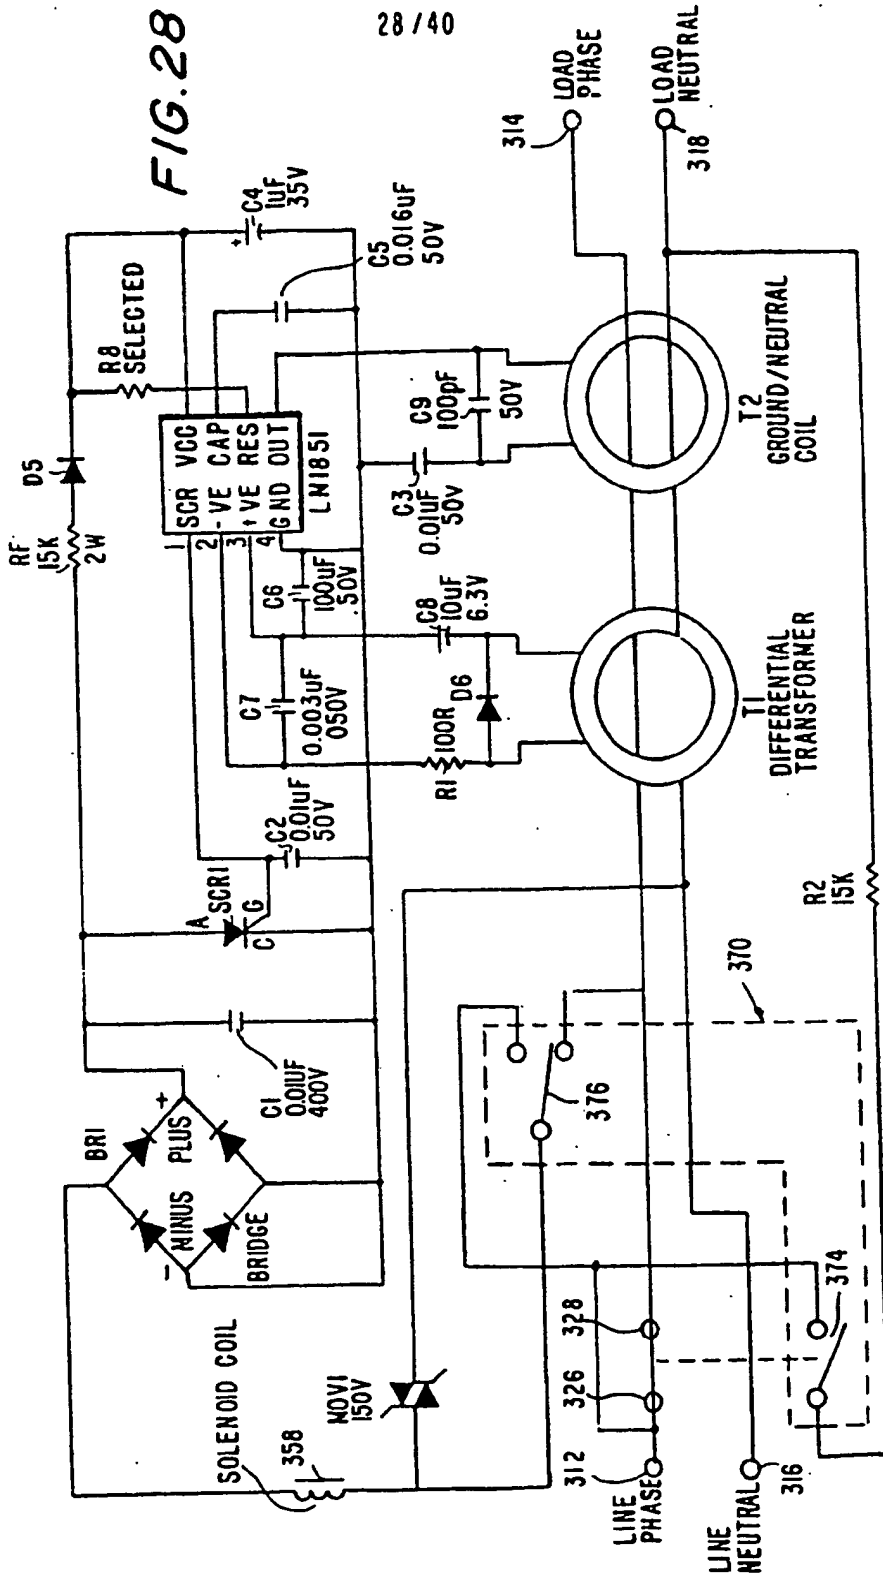 28/40
FIG.28
RF
15K
2W
D5
R8
SELECTED
C4
1uF
35V
+
C5
0.016uF
50V
SCR VCC
-VE CAP
+VE RES
GND OUT
LM1851
1
2
3
4
C6
100uF
50V
C7
0.003uF
050V
C8
10uF
6.3V
D6
R1 100R
C3
0.01uF
50V
C9
100pF
50V
A
SCR1
C
G
C2
0.01uF
50V
C1
0.01UF
400V
BR1
+
PLUS
MINUS
-
BRIDGE
SOLENOID COIL
358
MOV1
150V
370
376
374
R2
15K
326
328
312
LINE
PHASE
LINE
NEUTRAL
316
T1
DIFFERENTIAL
TRANSFORMER
T2
GROUND/NEUTRAL
COIL
314
LOAD
PHASE
LOAD
NEUTRAL
318